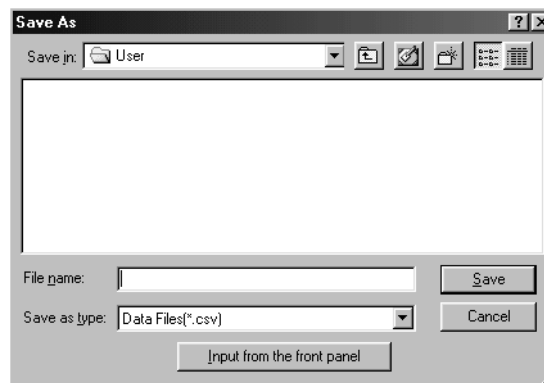 Save As
Save in: User
File name:
Save
Save as type: Data Files(*.csv)
Cancel
Input from the front panel